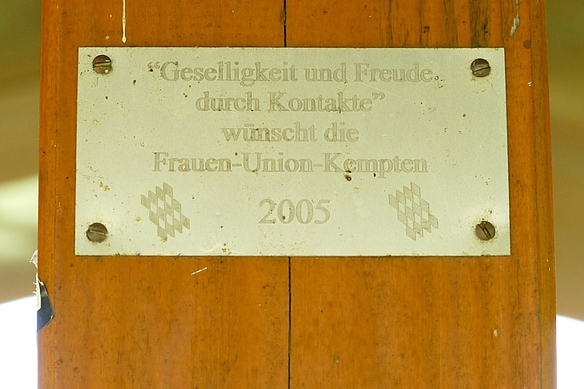 “Geselligkeit und Freude
durch Kontakte”
wünscht die
Frauen-Union-Kempten
2005